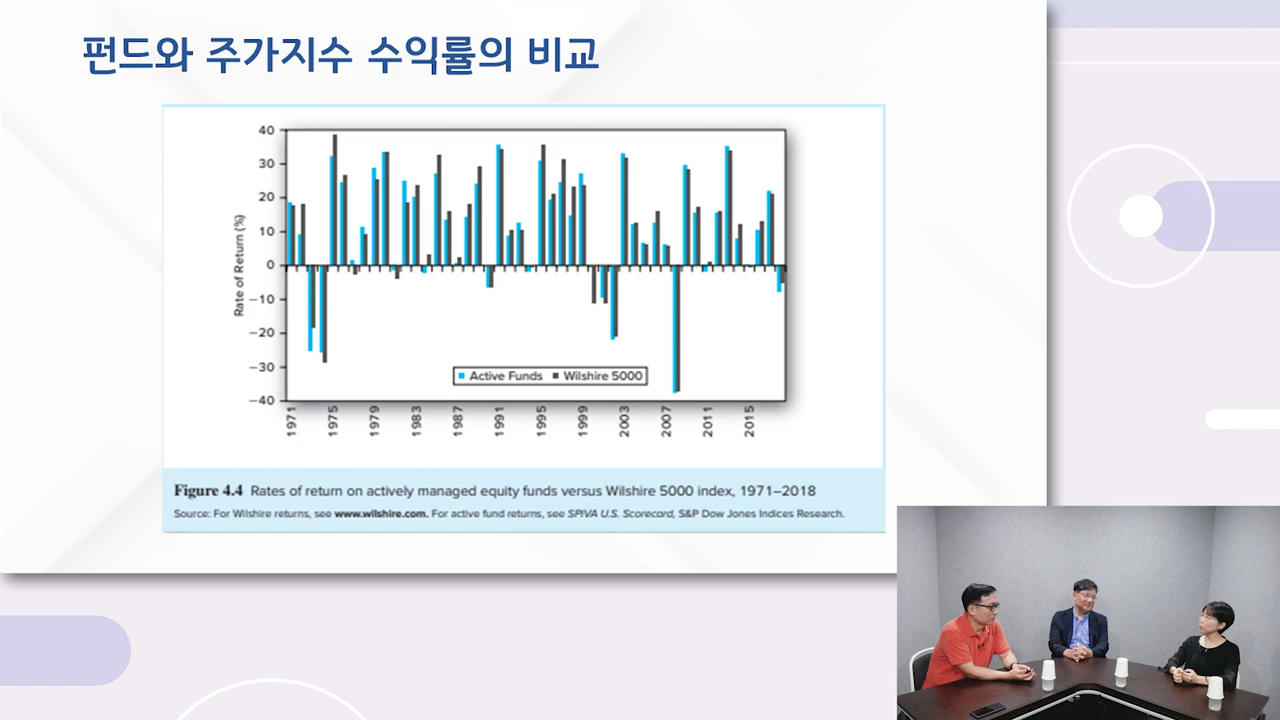 펀드와 주가지수 수익률의 비교
40
30
20
10
0
−10
−20
−30
−40
Rate of Return (%)
Active Funds Wilshire 5000
1971 1975 1979 1983 1987 1991 1995 1999 2003 2007 2011 2015
Figure 4.4 Rates of return on actively managed equity funds versus Wilshire 5000 index, 1971–2018
Source: For Wilshire returns, see www.wilshire.com. For active fund returns, see SPIVA U.S. Scorecard, S&P Dow Jones Indices Research.